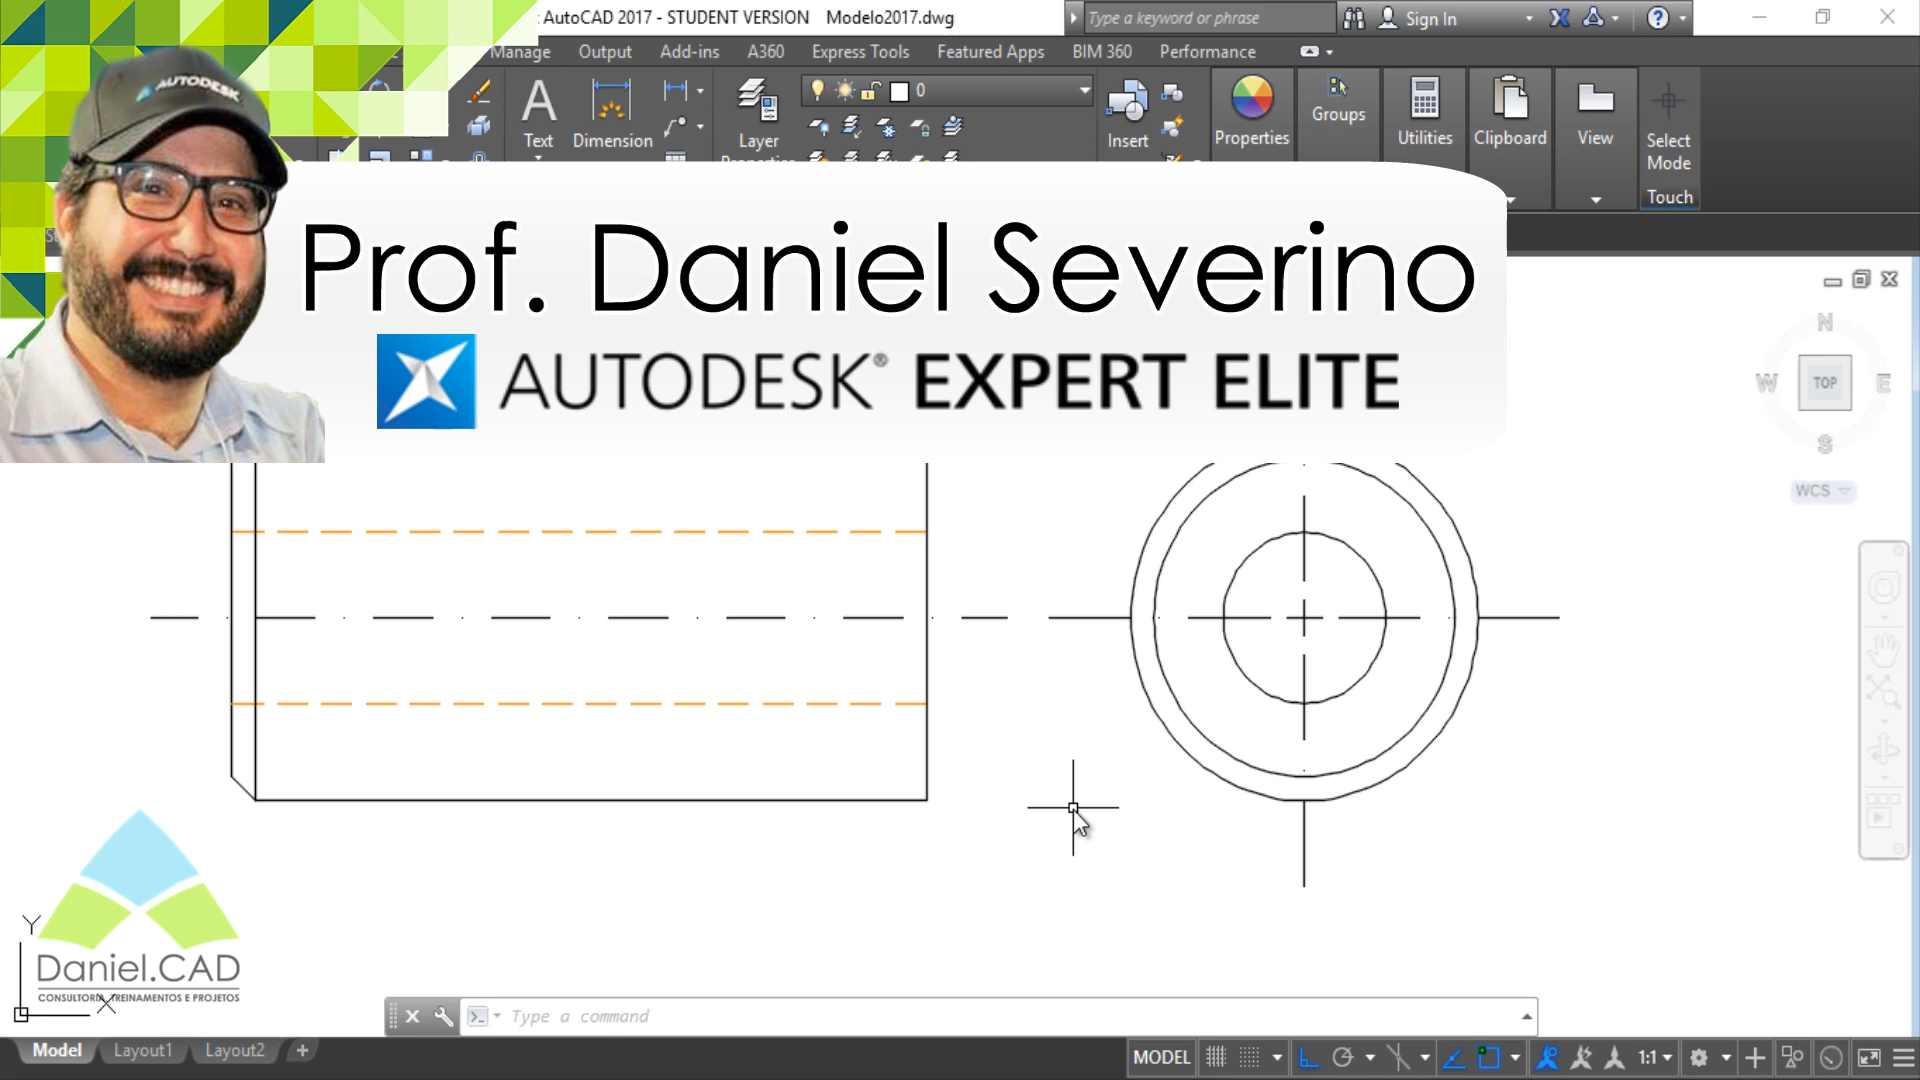 AutoCAD 2017 - STUDENT VERSION Modelo2017.dwg
Type a keyword or phrase
Sign In
Manage Output Add-ins A360 Express Tools Featured Apps BIM 360 Performance
AUTODESK
0
Text Dimension Layer Insert Properties Groups Utilities Clipboard View Select
Properties Mode
Touch
Prof. Daniel Severino
AUTODESK® EXPERT ELITE
N
W TOP E
S
WCS
Y
X
Daniel.CAD
CONSULTORIA TREINAMENTOS E PROJETOS
Type a command
Model Layout1 Layout2 +
MODEL 1:1